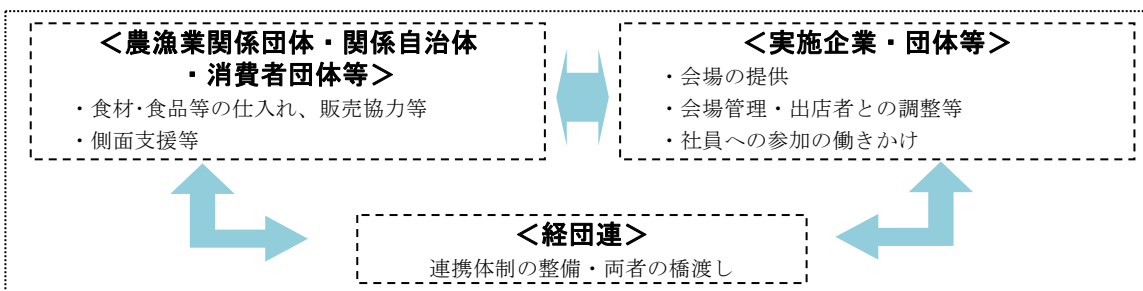 ＜農漁業関係団体・関係自治体
・消費者団体等＞
・食材・食品等の仕入れ、販売協力等
・側面支援等
＜実施企業・団体等＞
・会場の提供
・会場管理・出店者との調整等
・社員への参加の働きかけ
＜経団連＞
連携体制の整備・両者の橋渡し